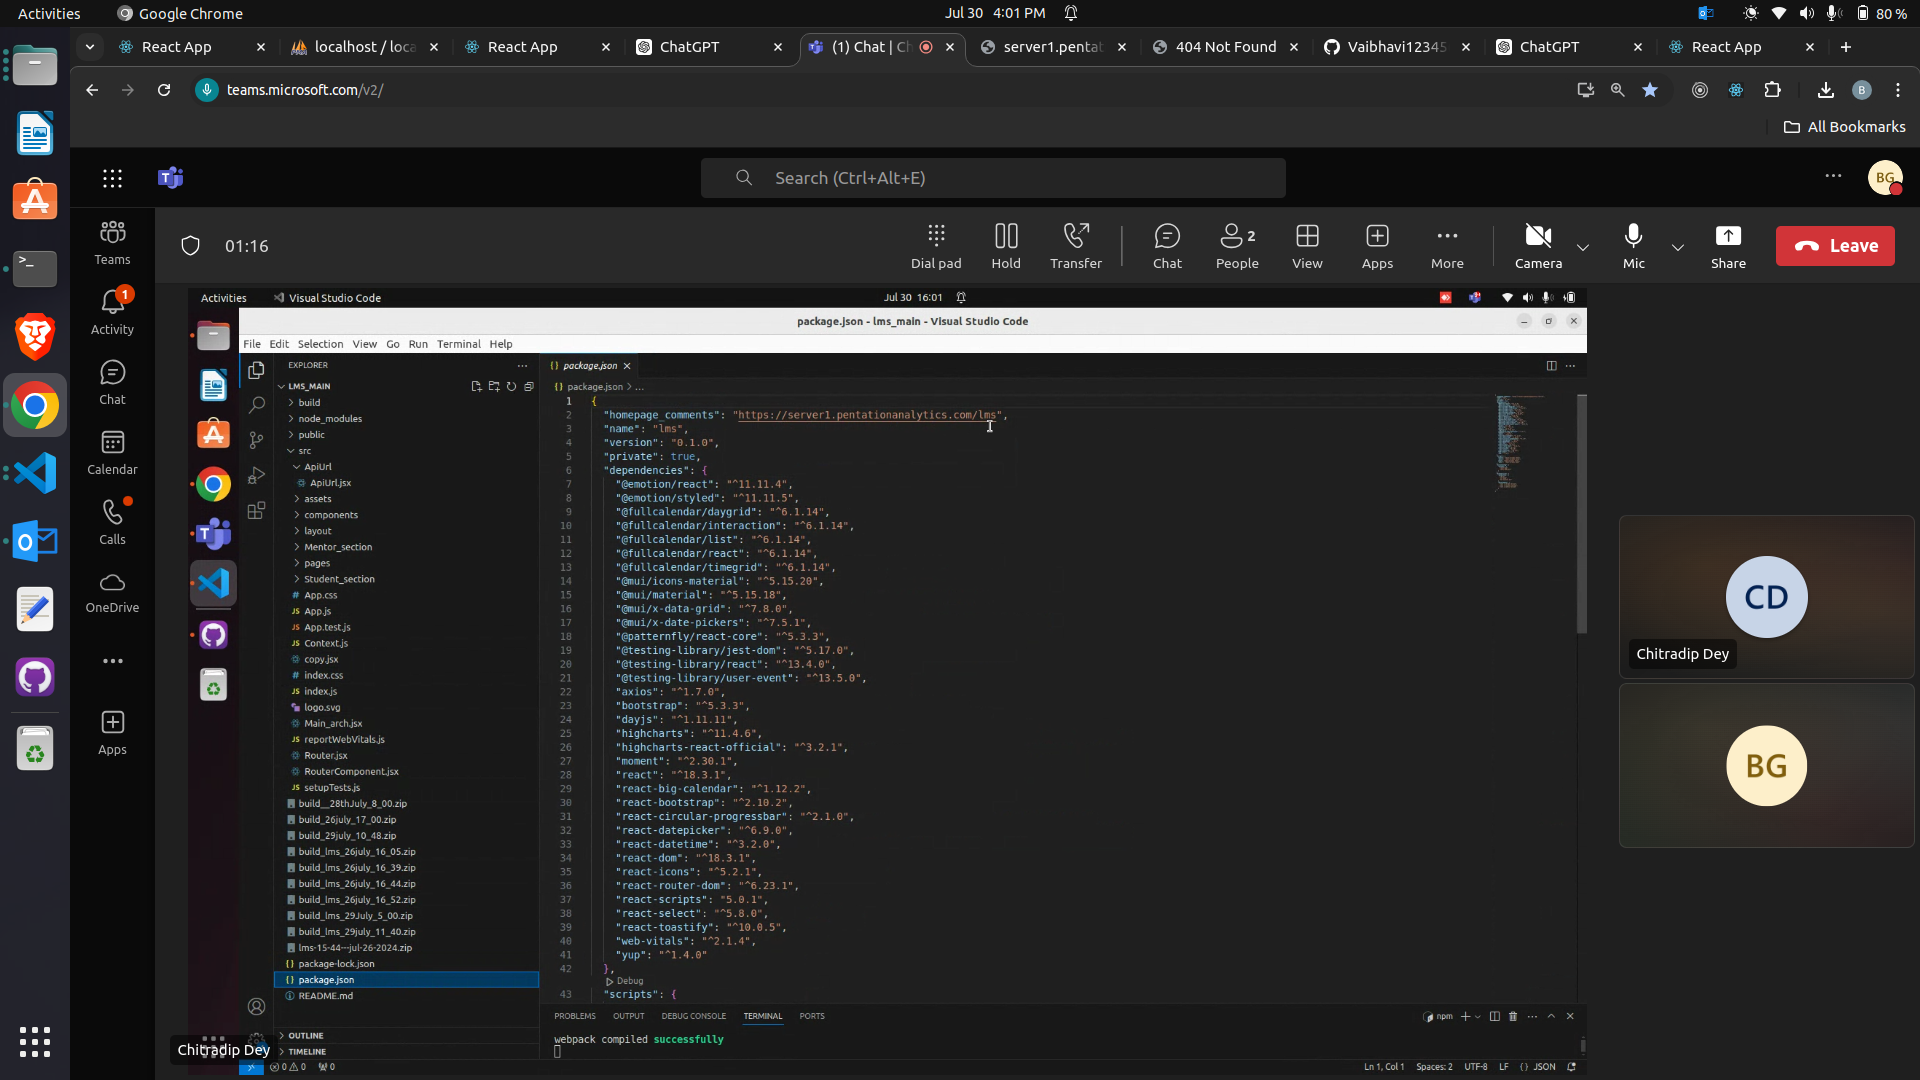 Activities
Google Chrome
Jul 30 4:01 PM
80 %
React App
localhost / loca
React App
ChatGPT
(1) Chat | Ch
server1.pentat
404 Not Found
Vaibhavi12345
ChatGPT
React App
teams.microsoft.com/v2/
B
All Bookmarks
Search (Ctrl+Alt+E)
BG
Teams
1
Activity
Chat
Calendar
Calls
OneDrive
Apps
01:16
Dial pad
Hold
Transfer
Chat
2
People
View
Apps
More
Camera
Mic
Share
Leave
Activities
Visual Studio Code
Jul 30 16:01
package.json - lms_main - Visual Studio Code
File Edit Selection View Go Run Terminal Help
EXPLORER
LMS_MAIN
build
node_modules
public
src
ApiUrl
ApiUrl.jsx
assets
components
layout
Mentor_section
pages
Student_section
# App.css
JS App.js
JS App.test.js
JS Context.js
copy.jsx
# index.css
JS index.js
logo.svg
Main_arch.jsx
JS reportWebVitals.js
Router.jsx
RouterComponent.jsx
JS setupTests.js
build__28thJuly_8_00.zip
build_26july_17_00.zip
build_29july_10_48.zip
build_lms_26july_16_05.zip
build_lms_26july_16_39.zip
build_lms_26july_16_44.zip
build_lms_26july_16_52.zip
build_lms_29July_5_00.zip
build_lms_29july_11_40.zip
lms-15-44---jul-26-2024.zip
{} package-lock.json
{} package.json
README.md
OUTLINE
TIMELINE
{} package.json
{} package.json > ...
1 {
2 "homepage_comments": "https://server1.pentationanalytics.com/lms",
3 "name": "lms",
4 "version": "0.1.0",
5 "private": true,
6 "dependencies": {
7 "@emotion/react": "^11.11.4",
8 "@emotion/styled": "^11.11.5",
9 "@fullcalendar/daygrid": "^6.1.14",
10 "@fullcalendar/interaction": "^6.1.14",
11 "@fullcalendar/list": "^6.1.14",
12 "@fullcalendar/react": "^6.1.14",
13 "@fullcalendar/timegrid": "^6.1.14",
14 "@mui/icons-material": "^5.15.20",
15 "@mui/material": "^5.15.18",
16 "@mui/x-data-grid": "^7.8.0",
17 "@mui/x-date-pickers": "^7.5.1",
18 "@patternfly/react-core": "^5.3.3",
19 "@testing-library/jest-dom": "^5.17.0",
20 "@testing-library/react": "^13.4.0",
21 "@testing-library/user-event": "^13.5.0",
22 "axios": "^1.7.0",
23 "bootstrap": "^5.3.3",
24 "dayjs": "^1.11.11",
25 "highcharts": "^11.4.6",
26 "highcharts-react-official": "^3.2.1",
27 "moment": "^2.30.1",
28 "react": "^18.3.1",
29 "react-big-calendar": "^1.12.2",
30 "react-bootstrap": "^2.10.2",
31 "react-circular-progressbar": "^2.1.0",
32 "react-datepicker": "^6.9.0",
33 "react-datetime": "^3.2.0",
34 "react-dom": "^18.3.1",
35 "react-icons": "^5.2.1",
36 "react-router-dom": "^6.23.1",
37 "react-scripts": "5.0.1",
38 "react-select": "^5.8.0",
39 "react-toastify": "^10.0.5",
40 "web-vitals": "^2.1.4",
41 "yup": "^1.4.0"
42 },
Debug
43 "scripts": {
PROBLEMS OUTPUT DEBUG CONSOLE TERMINAL PORTS
npm
webpack compiled successfully
0 0 0
Ln 1, Col 1 Spaces: 2 UTF-8 LF {} JSON
Chitradip Dey
CD
Chitradip Dey
BG